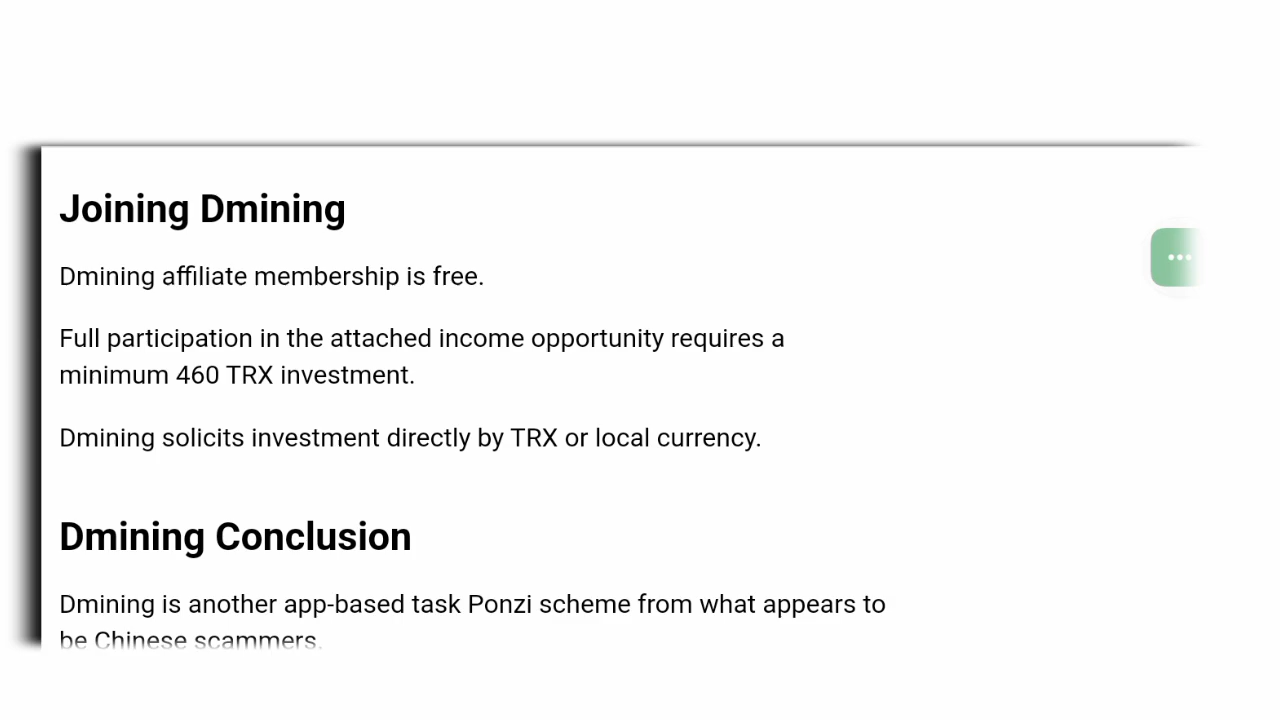 Joining Dmining
Dmining affiliate membership is free.
Full participation in the attached income opportunity requires a
minimum 460 TRX investment.
Dmining solicits investment directly by TRX or local currency.
Dmining Conclusion
Dmining is another app-based task Ponzi scheme from what appears to
be Chinese scammers.